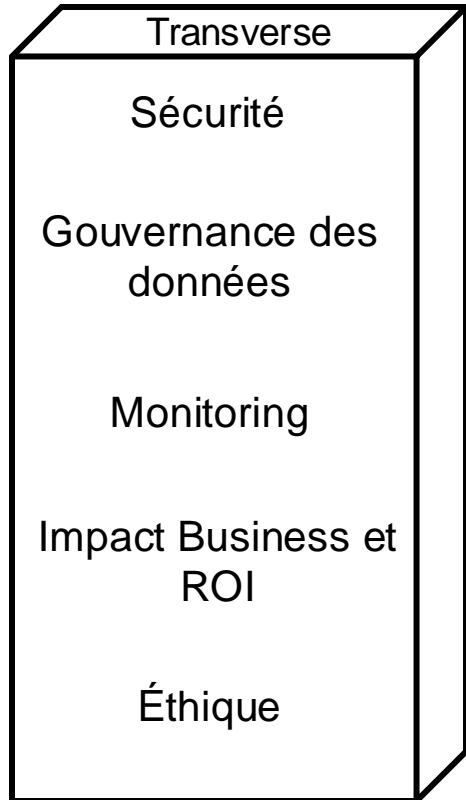 Transverse
Sécurité
Gouvernance des
données
Monitoring
Impact Business et
ROI
Éthique